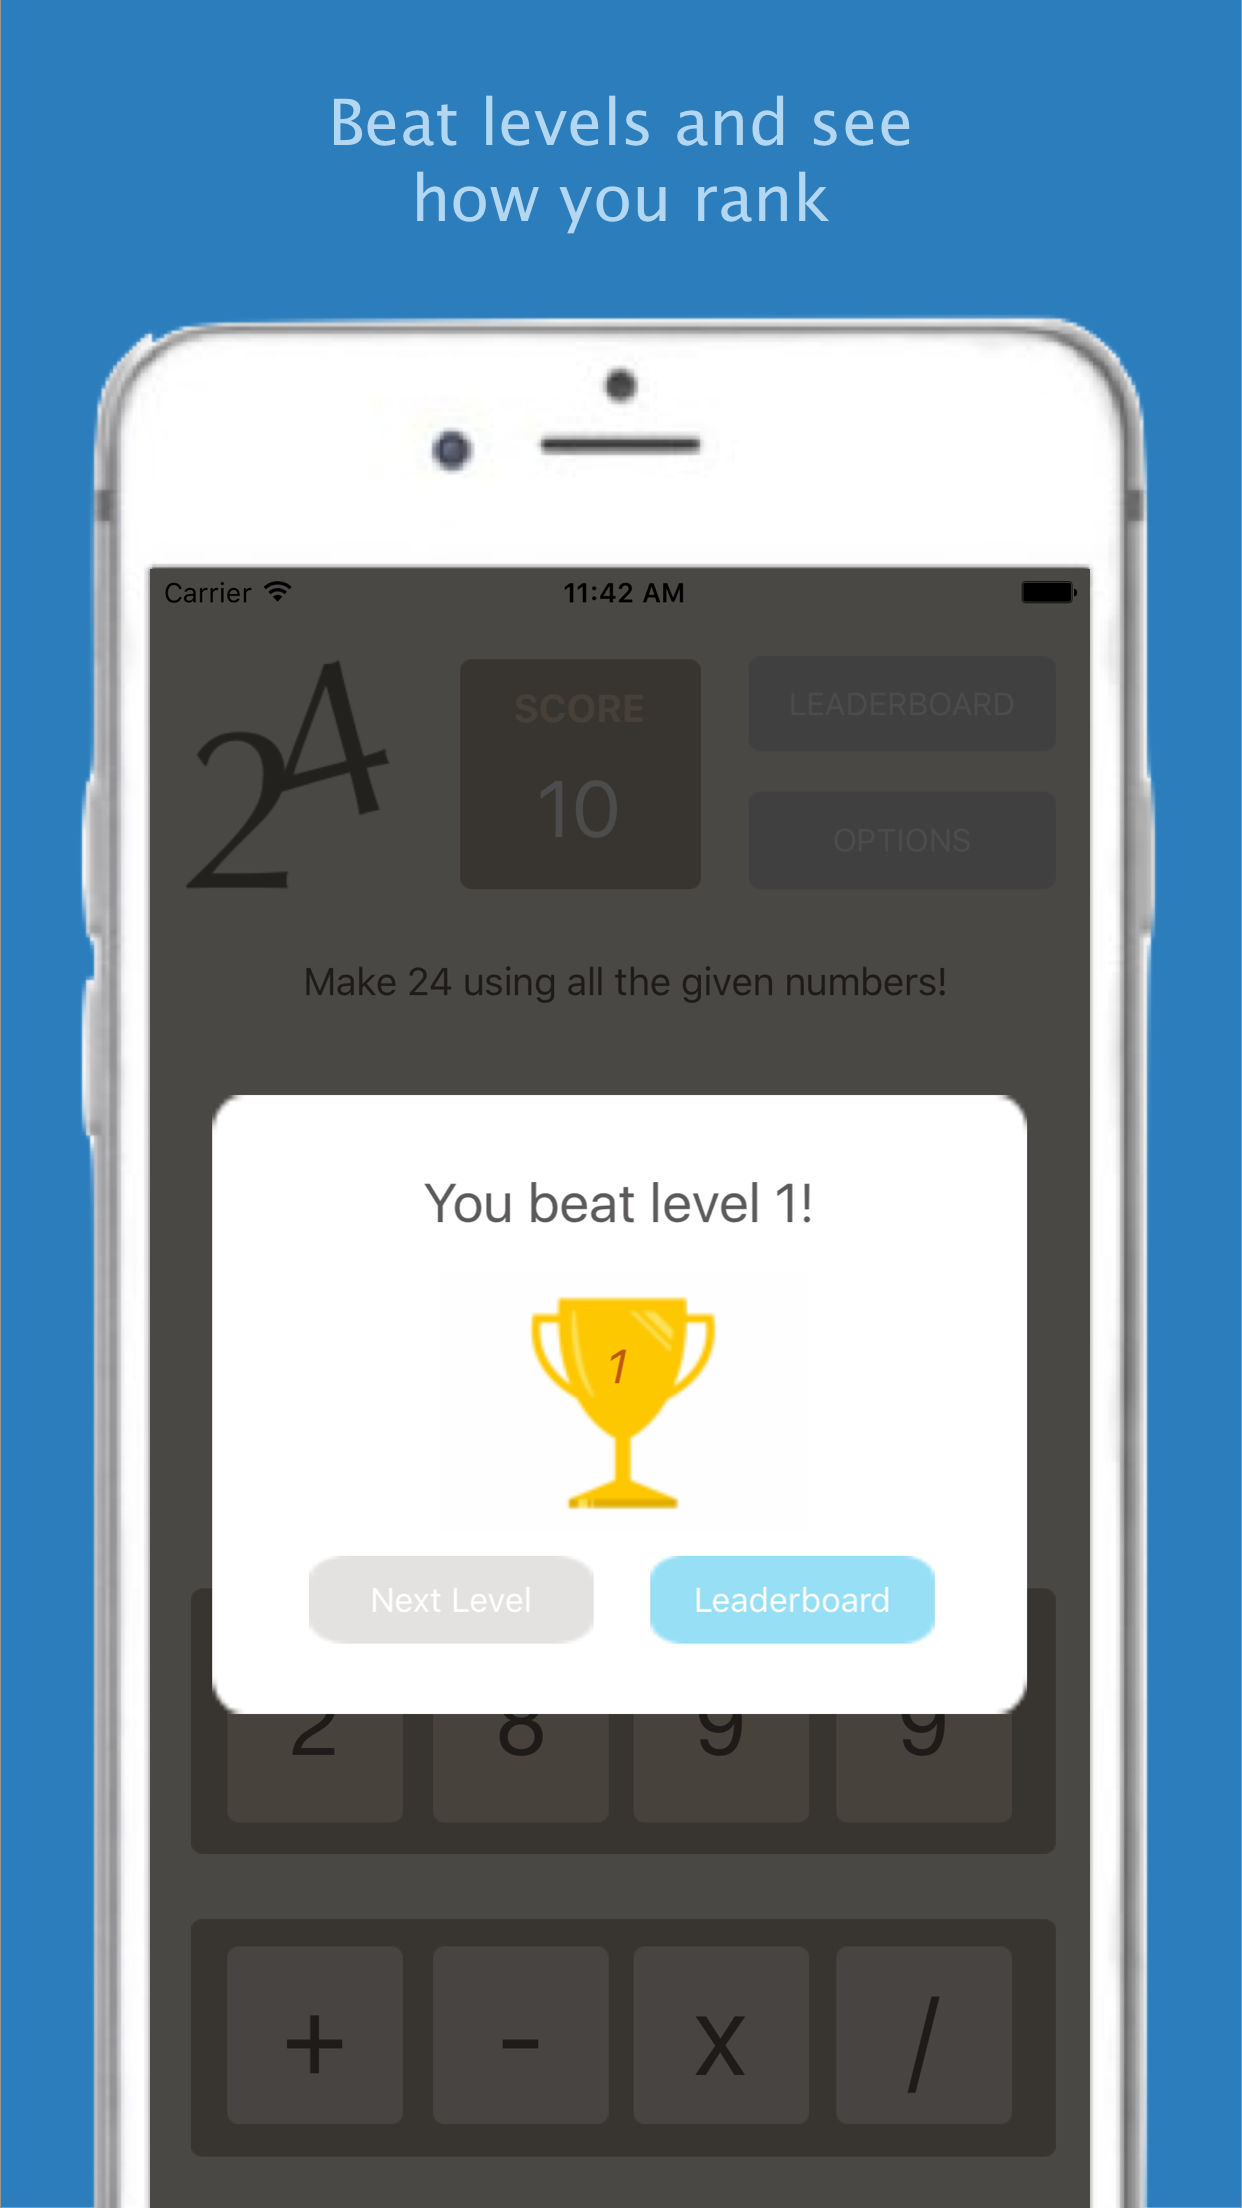 Beat levels and see
how you rank
Carrier
11:42 AM
24
SCORE
10
LEADERBOARD
OPTIONS
Make 24 using all the given numbers!
You beat level 1!
1
Next Level
Leaderboard
2 8 9 9
+ - x /